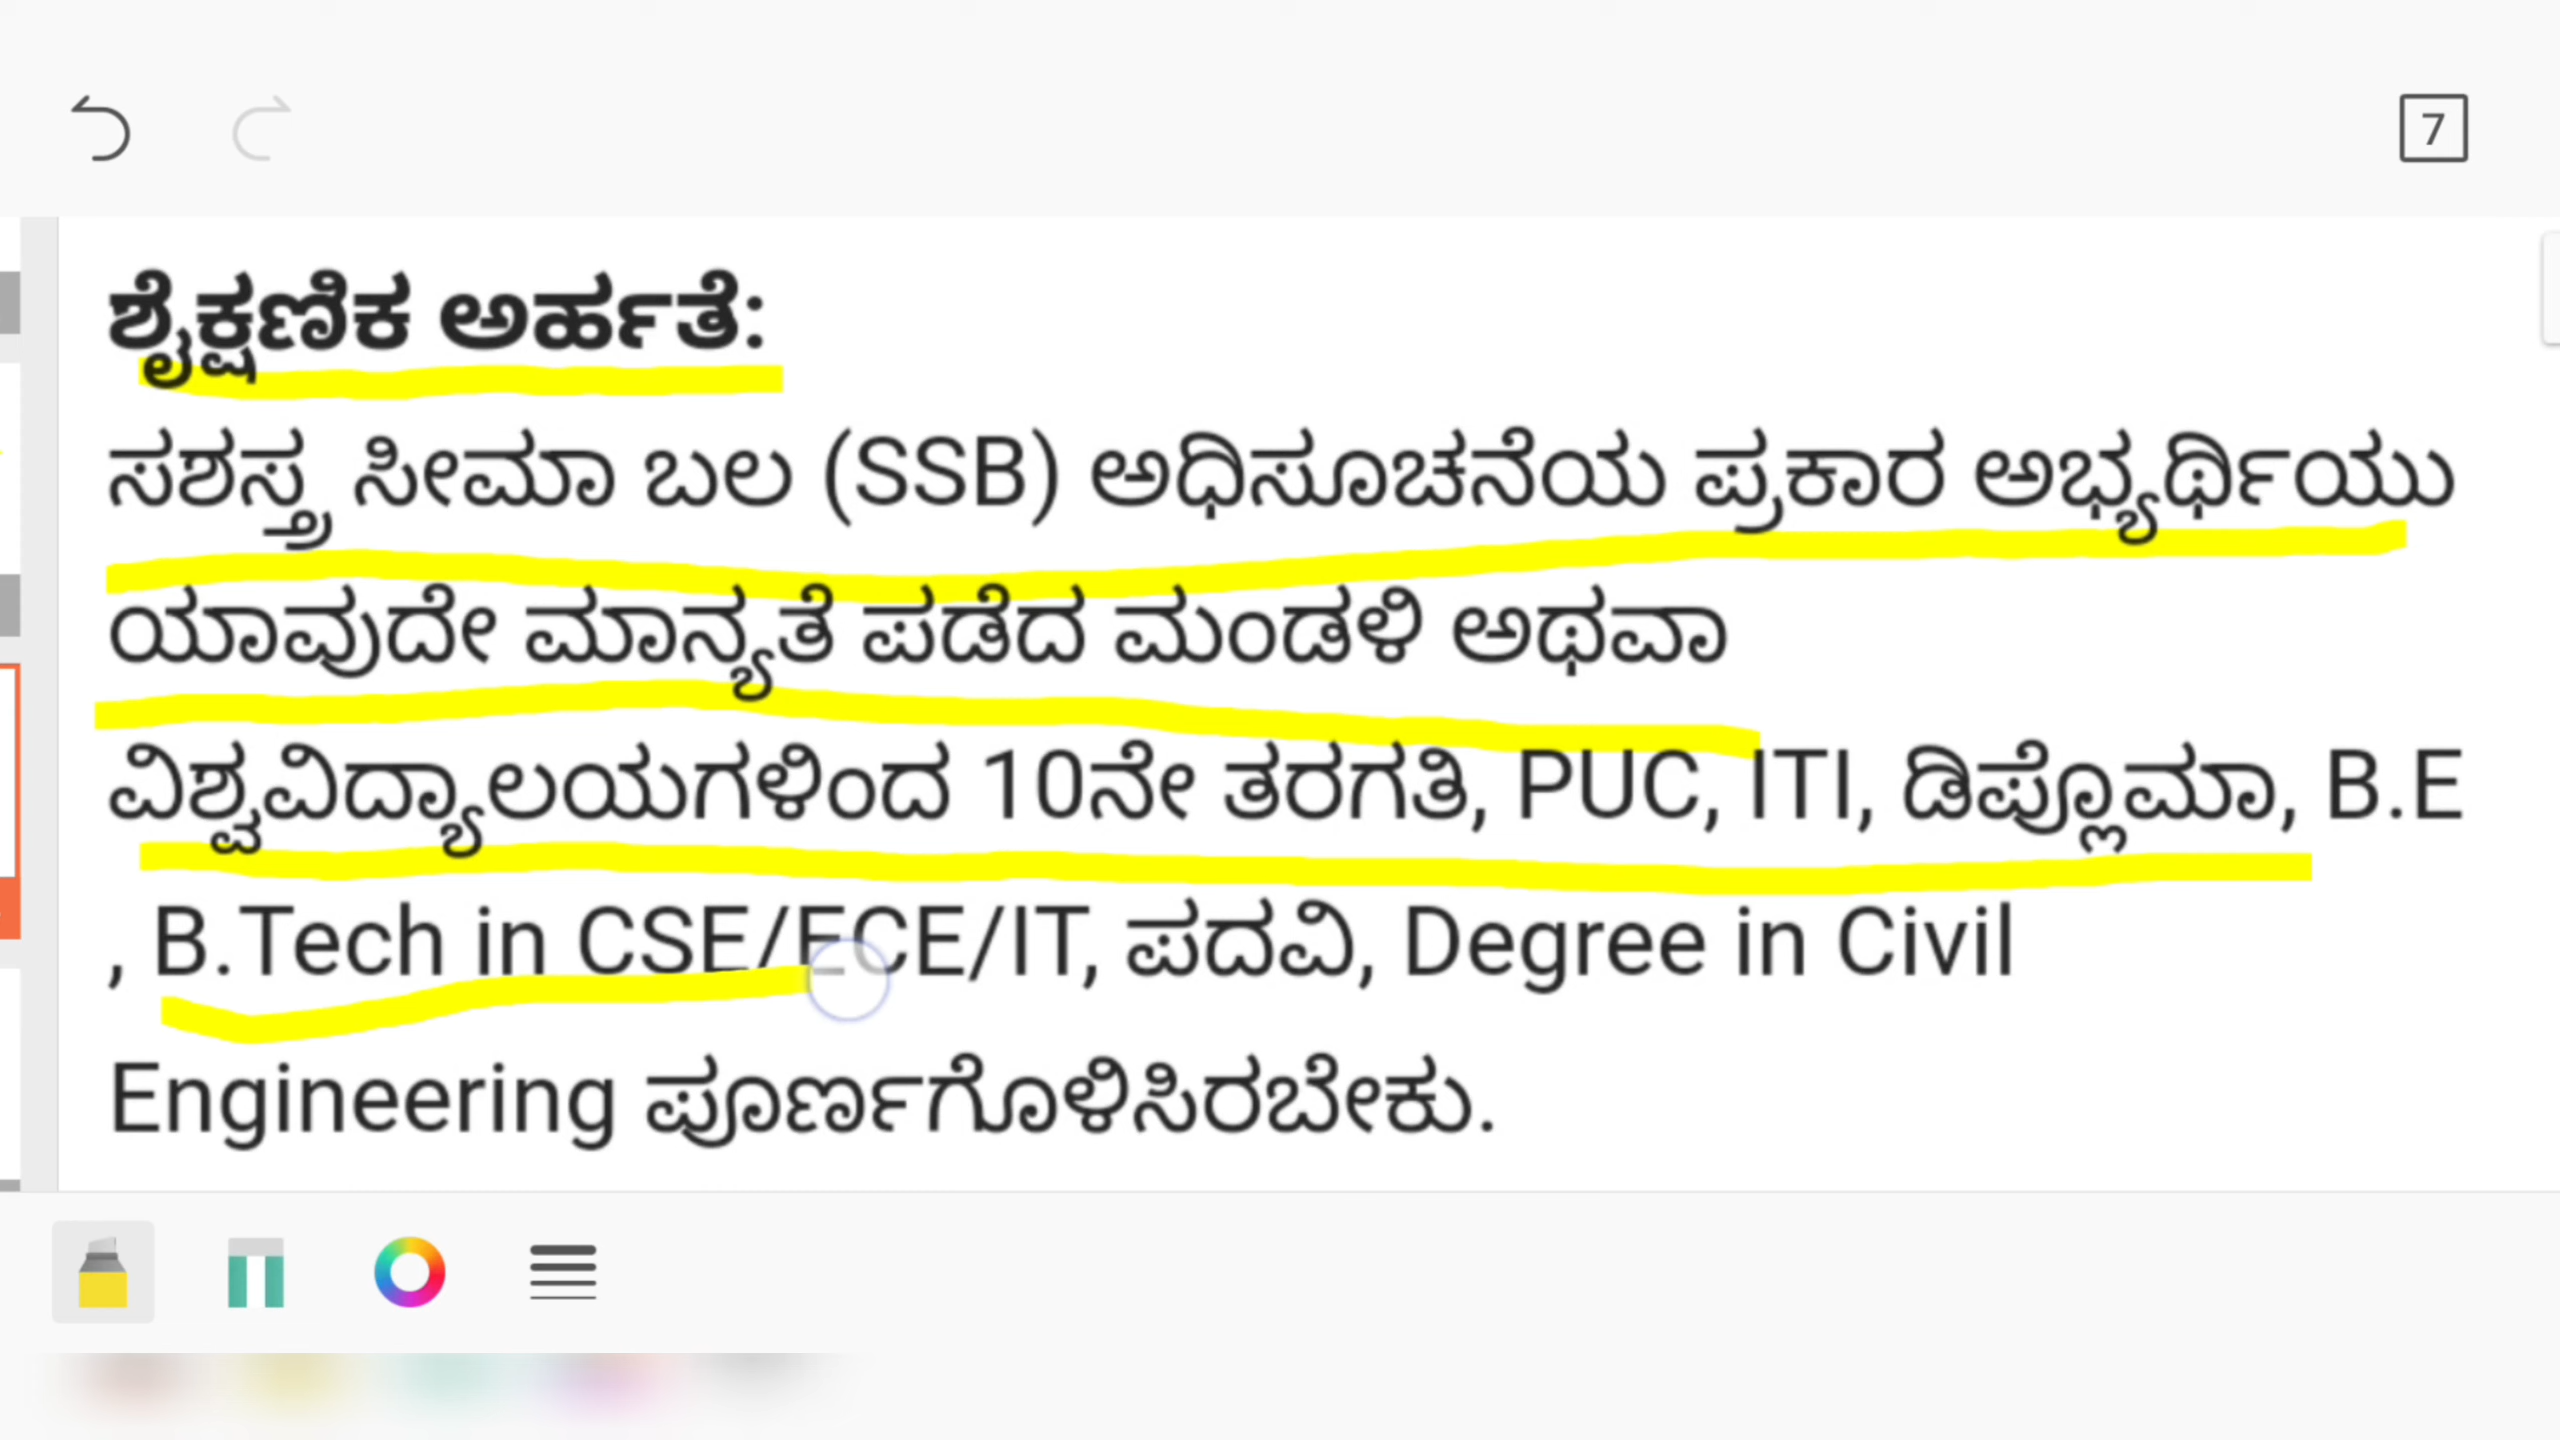 7
ಶೈಕ್ಷಣಿಕ ಅರ್ಹತೆ:
ಸಶಸ್ತ್ರ ಸೀಮಾ ಬಲ (SSB) ಅಧಿಸೂಚನೆಯ ಪ್ರಕಾರ ಅಭ್ಯರ್ಥಿಯು
ಯಾವುದೇ ಮಾನ್ಯತೆ ಪಡೆದ ಮಂಡಳಿ ಅಥವಾ
ವಿಶ್ವವಿದ್ಯಾಲಯಗಳಿಂದ 10ನೇ ತರಗತಿ, PUC, ITI, ಡಿಪ್ಲೊಮಾ, B.E
, B.Tech in CSE/ECE/IT, ಪದವಿ, Degree in Civil
Engineering ಪೂರ್ಣಗೊಳಿಸಿರಬೇಕು.